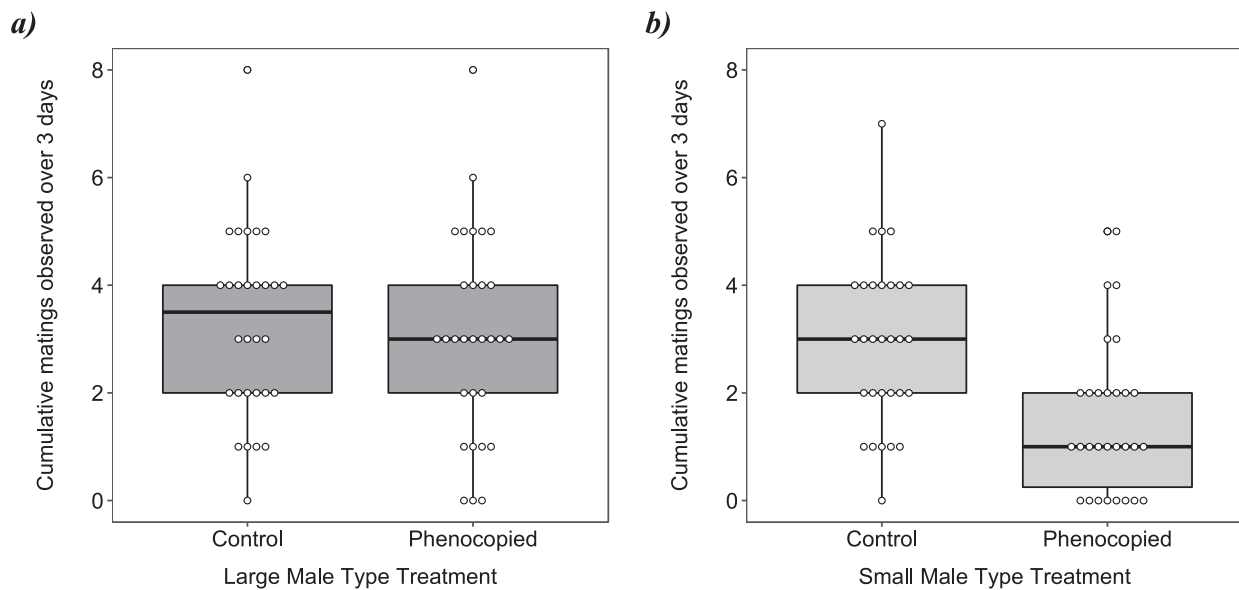 a)
Cumulative matings observed over 3 days
8
6
4
2
0
Control
Phenocopied
Large Male Type Treatment
b)
Cumulative matings observed over 3 days
8
6
4
2
0
Control
Phenocopied
Small Male Type Treatment